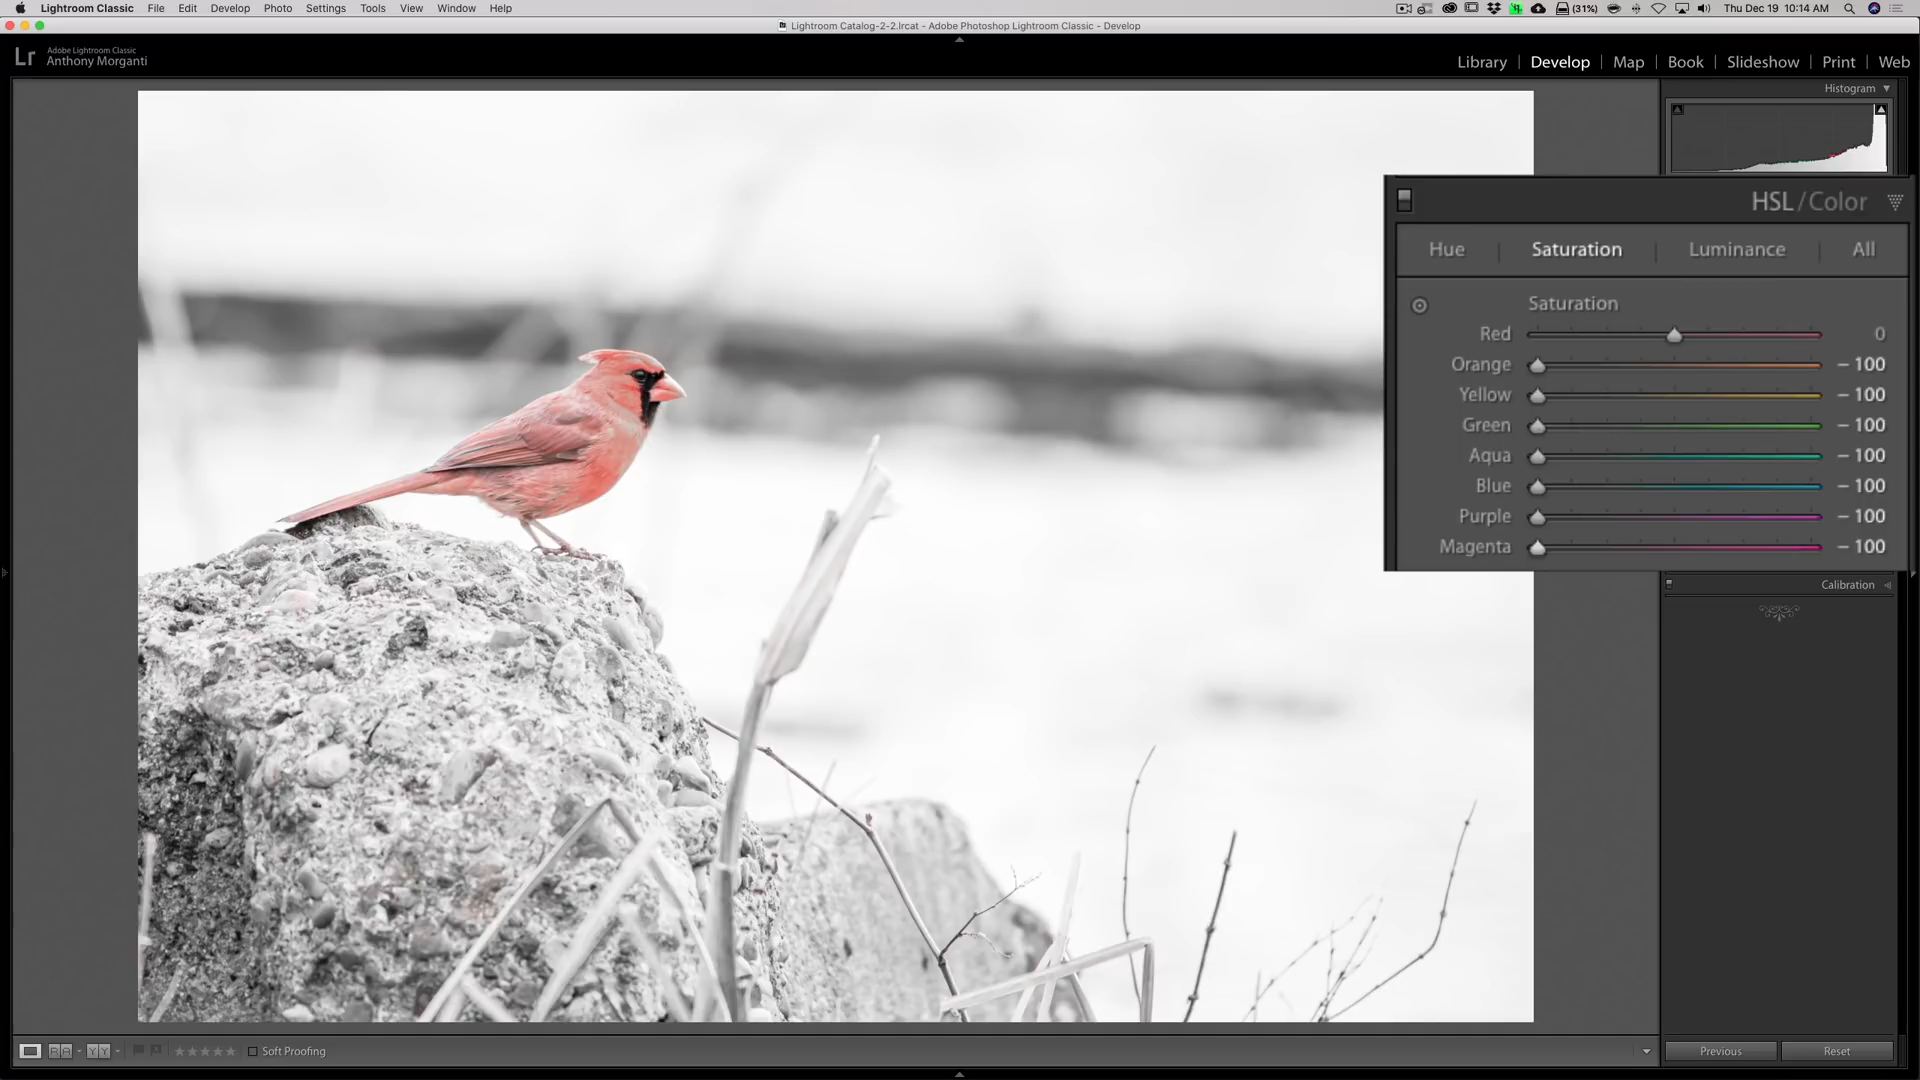 Lightroom Classic File Edit Develop Photo Settings Tools View Window Help (31%) Thu Dec 19 10:14 AM
Lightroom Catalog-2-2.lrcat - Adobe Photoshop Lightroom Classic - Develop
Lr Adobe Lightroom Classic
Anthony Morganti
Library | Develop | Map | Book | Slideshow | Print | Web
Histogram
HSL / Color
Hue | Saturation | Luminance | All
Saturation
Red 0
Orange – 100
Yellow – 100
Green – 100
Aqua – 100
Blue – 100
Purple – 100
Magenta – 100
Calibration
RA YY Soft Proofing Previous Reset